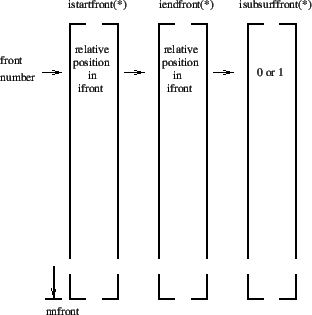 istartfront(*) iendfront(*) isubsurffront(*)
front
number
relative
position
in
ifront
relative
position
in
ifront
0 or 1
nnfront